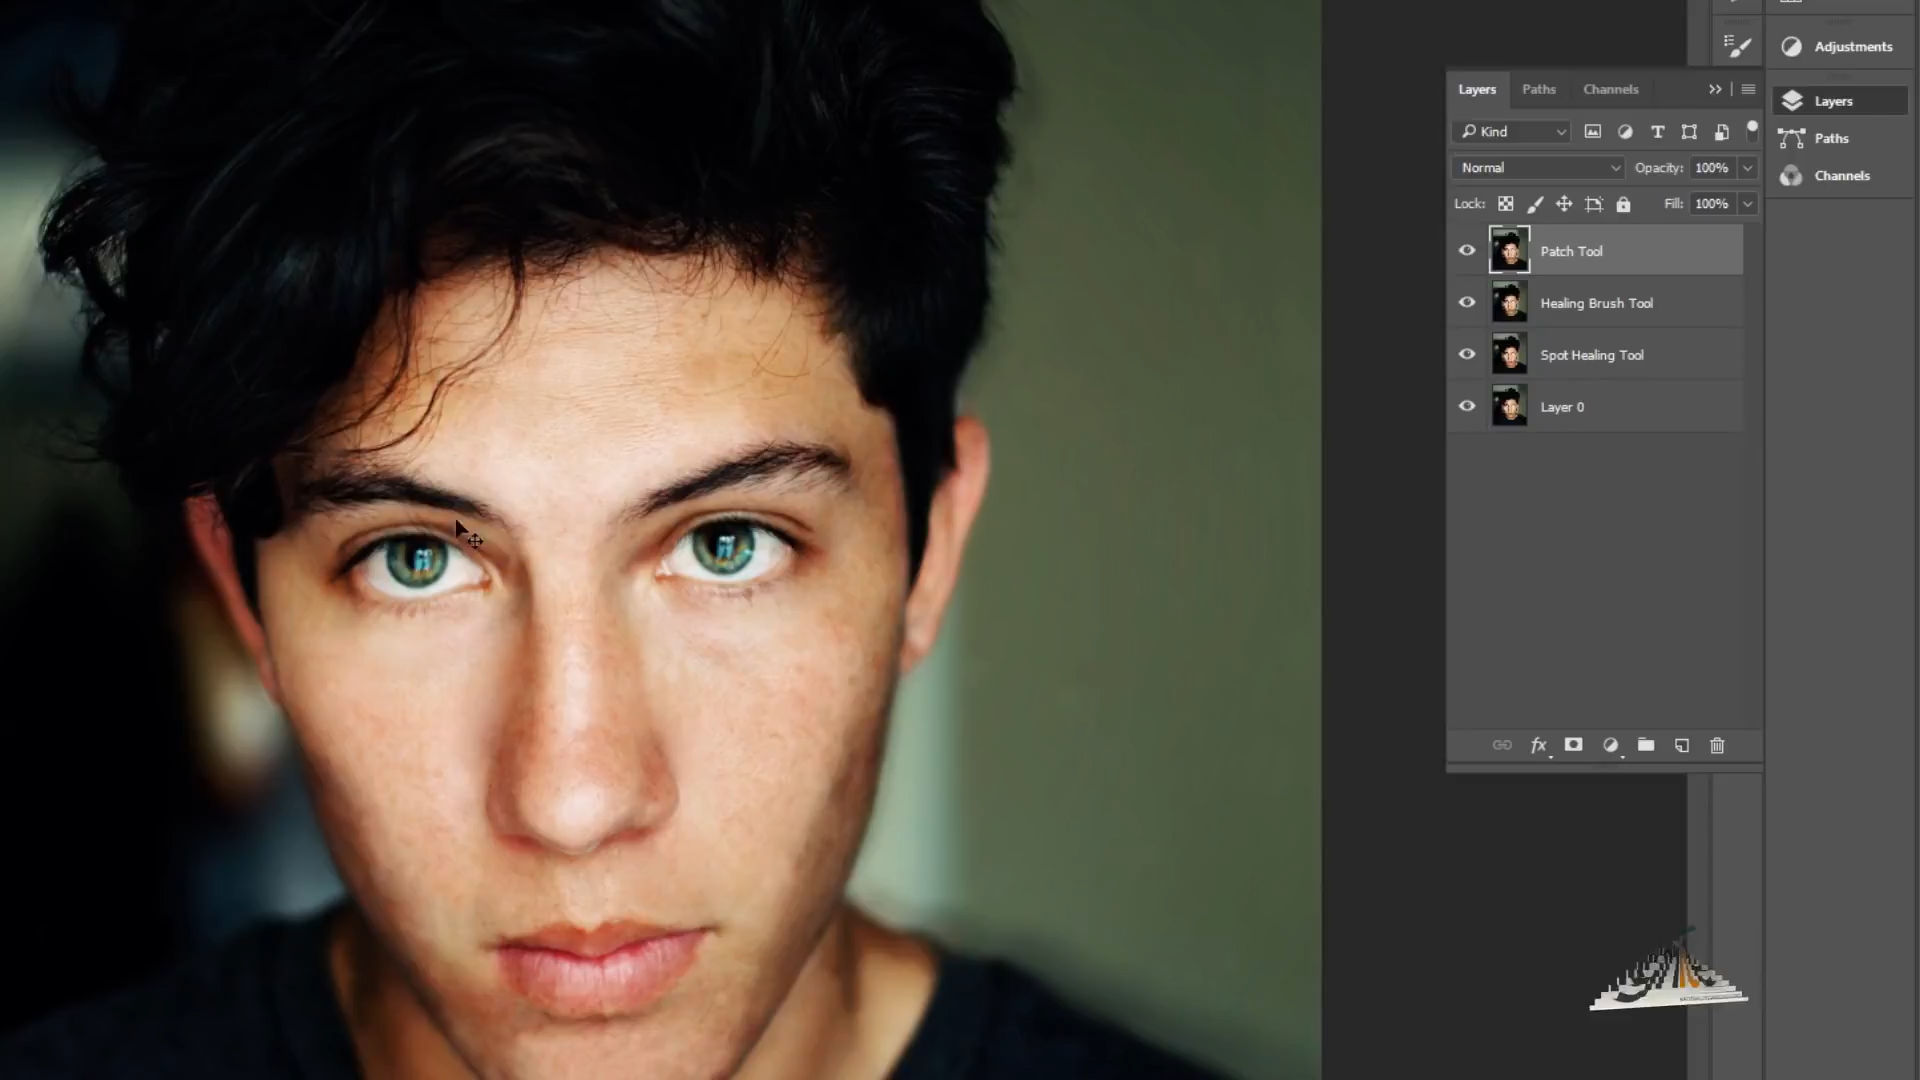 Adjustments
Layers
Paths
Channels
Layers
Paths
Channels
Kind
Normal
Opacity: 100%
Lock:
Fill: 100%
Patch Tool
Healing Brush Tool
Spot Healing Tool
Layer 0
fx